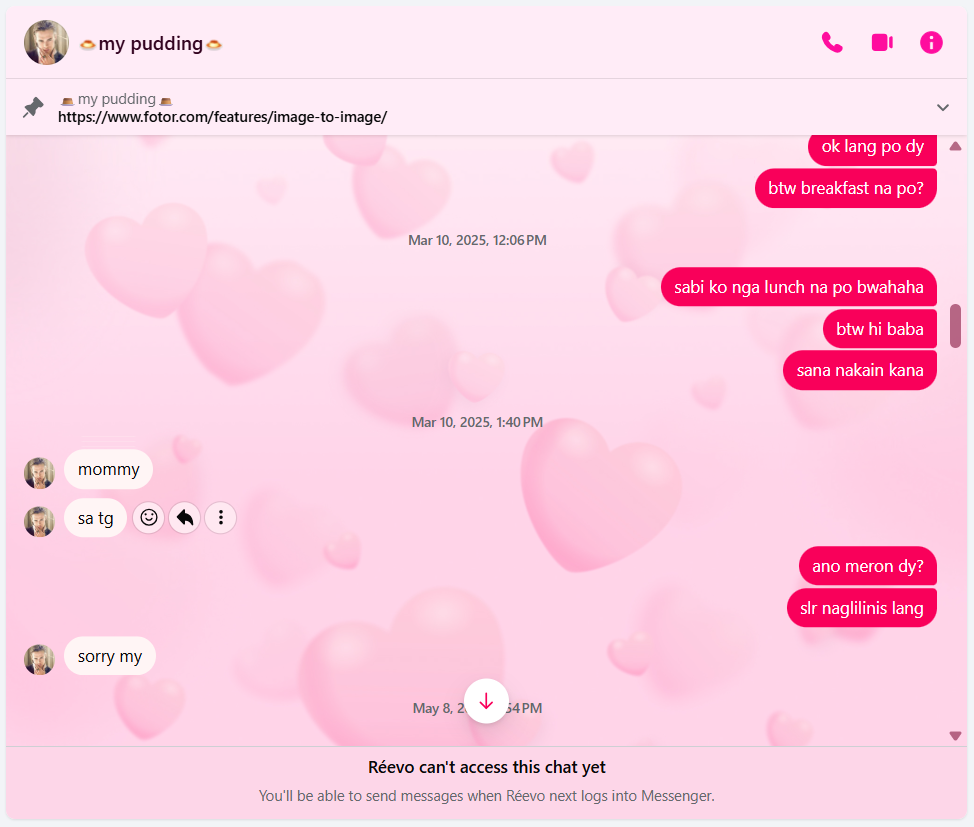 🍮my pudding🍮
🍮 my pudding 🍮
https://www.fotor.com/features/image-to-image/
ok lang po dy
btw breakfast na po?
Mar 10, 2025, 12:06 PM
sabi ko nga lunch na po bwahaha
btw hi baba
sana nakain kana
Mar 10, 2025, 1:40 PM
mommy
sa tg
ano meron dy?
slr naglilinis lang
sorry my
May 8, PM
Réevo can't access this chat yet
You'll be able to send messages when Réevo next logs into Messenger.